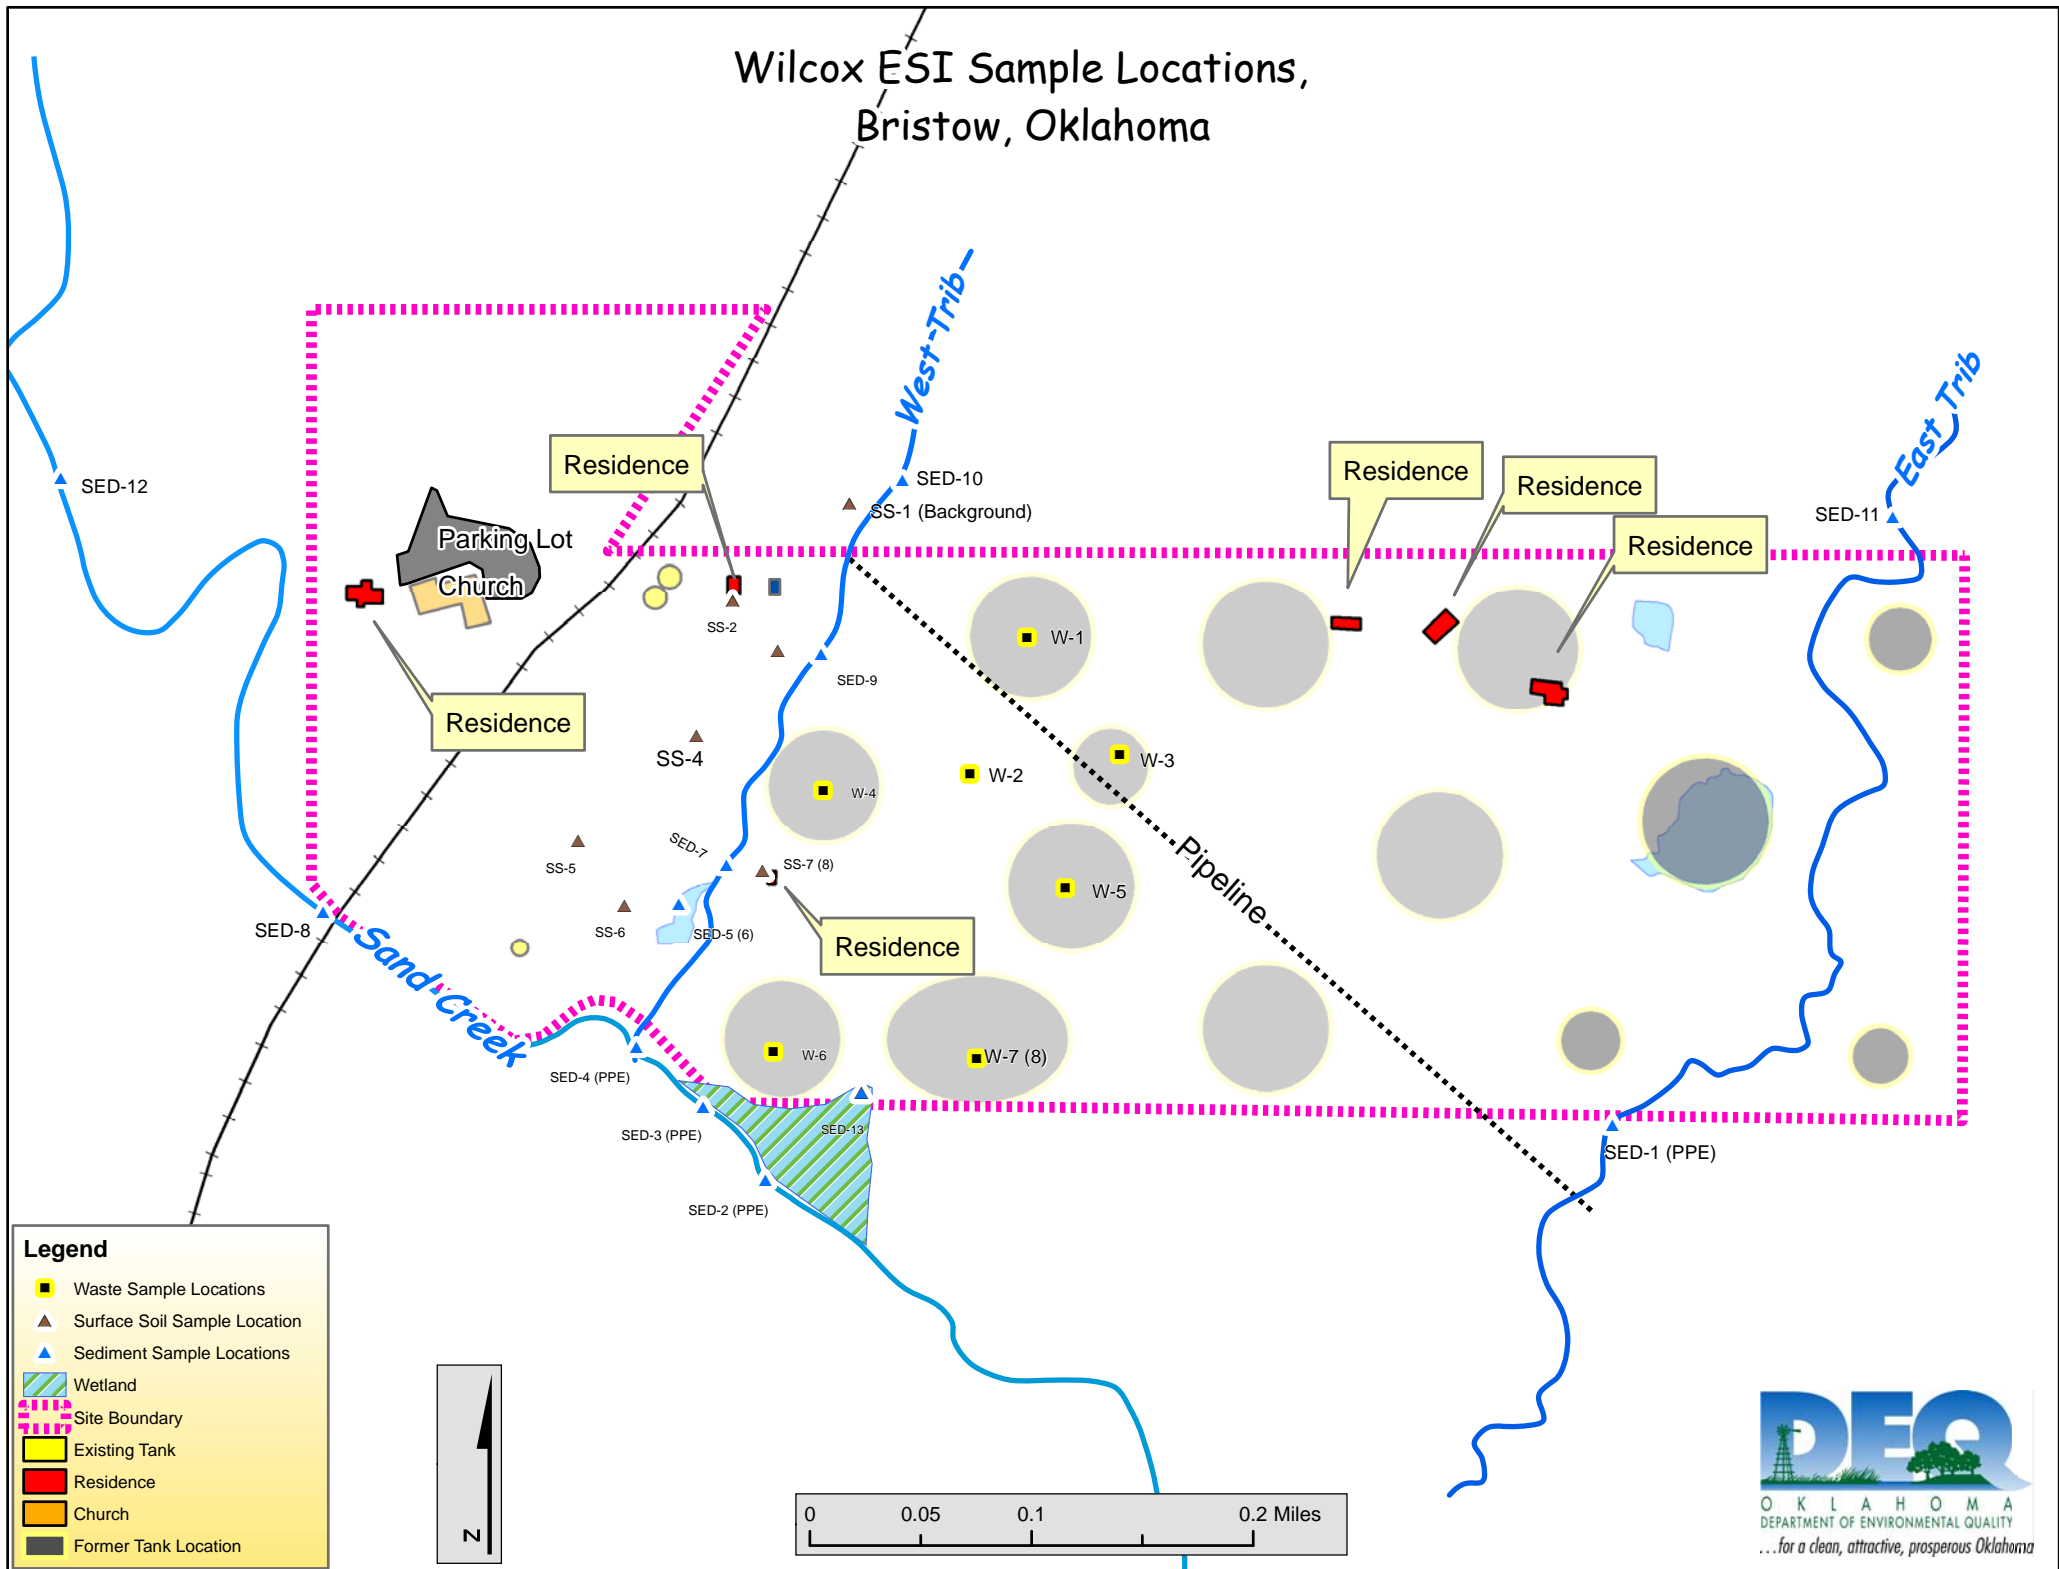 Wilcox ESI Sample Locations,
Bristow, Oklahoma
West-Trib
East Trib
Residence
Residence
Residence
Residence
SED-12
SED-10
SS-1 (Background)
SED-11
Parking Lot
Church
SS-2
W-1
SED-9
Residence
SS-4
W-2
W-3
W-4
SED-7
SS-7 (8)
SS-5
W-5
Pipeline
SS-6
SED-5 (6)
SED-8
Residence
Sand Creek
W-6
W-7 (8)
SED-4 (PPE)
SED-3 (PPE)
SED-13
SED-1 (PPE)
SED-2 (PPE)
Legend
Waste Sample Locations
Surface Soil Sample Location
Sediment Sample Locations
Wetland
Site Boundary
Existing Tank
Residence
Church
Former Tank Location
N
0 0.05 0.1 0.2 Miles
DEQ
OKLAHOMA
DEPARTMENT OF ENVIRONMENTAL QUALITY
...for a clean, attractive, prosperous Oklahoma